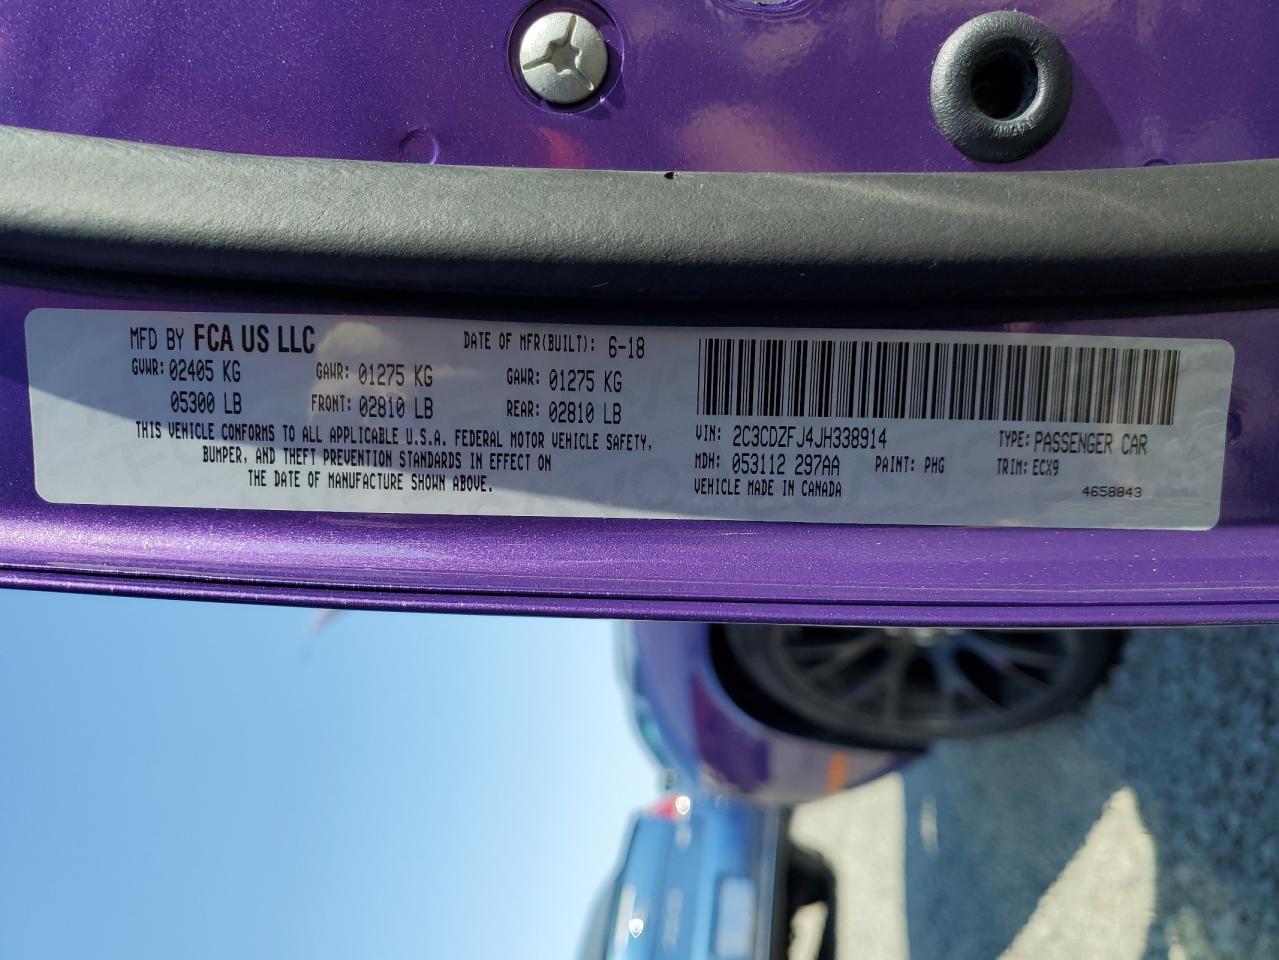 MFD BY FCA US LLC DATE OF MFR(BUILT): 6-18
GVWR: 02405 KG GAWR: 01275 KG GAWR: 01275 KG
05300 LB FRONT: 02810 LB REAR: 02810 LB
THIS VEHICLE CONFORMS TO ALL APPLICABLE U.S.A. FEDERAL MOTOR VEHICLE SAFETY,
BUMPER, AND THEFT PREVENTION STANDARDS IN EFFECT ON
THE DATE OF MANUFACTURE SHOWN ABOVE.
VIN: 2C3CDZFJ4JH338914 TYPE: PASSENGER CAR
MDH: 053112 297AA PAINT: PHG TRIM: ECX9
VEHICLE MADE IN CANADA 4658843